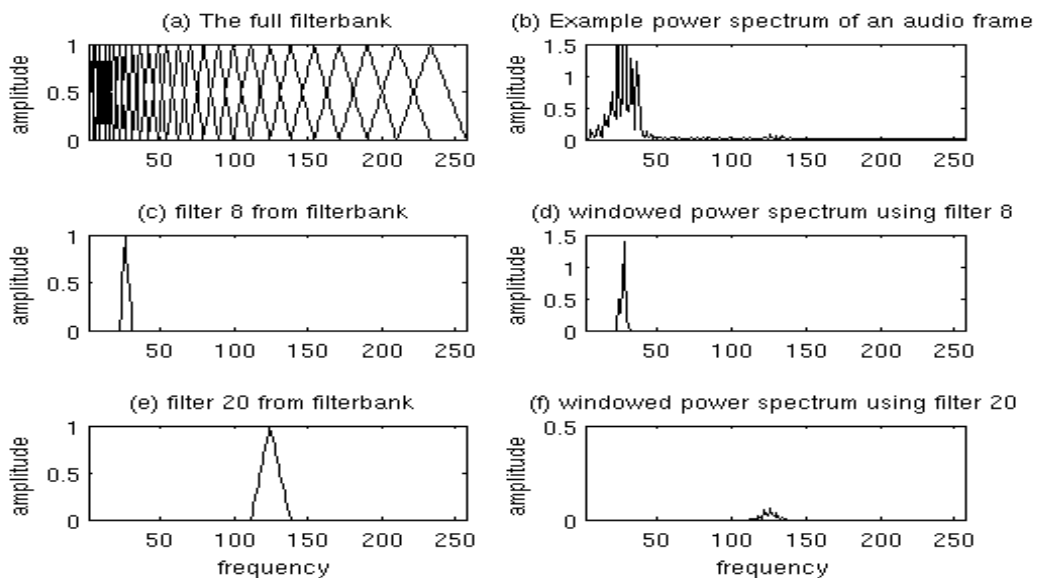 (a) The full filterbank
(b) Example power spectrum of an audio frame
amplitude
1
0.5
0
50 100 150 200 250
amplitude
1.5
1
0.5
0
50 100 150 200 250
(c) filter 8 from filterbank
(d) windowed power spectrum using filter 8
amplitude
1
0.5
0
50 100 150 200 250
amplitude
1.5
1
0.5
0
50 100 150 200 250
(e) filter 20 from filterbank
(f) windowed power spectrum using filter 20
amplitude
1
0.5
0
50 100 150 200 250
frequency
amplitude
0.5
0
50 100 150 200 250
frequency